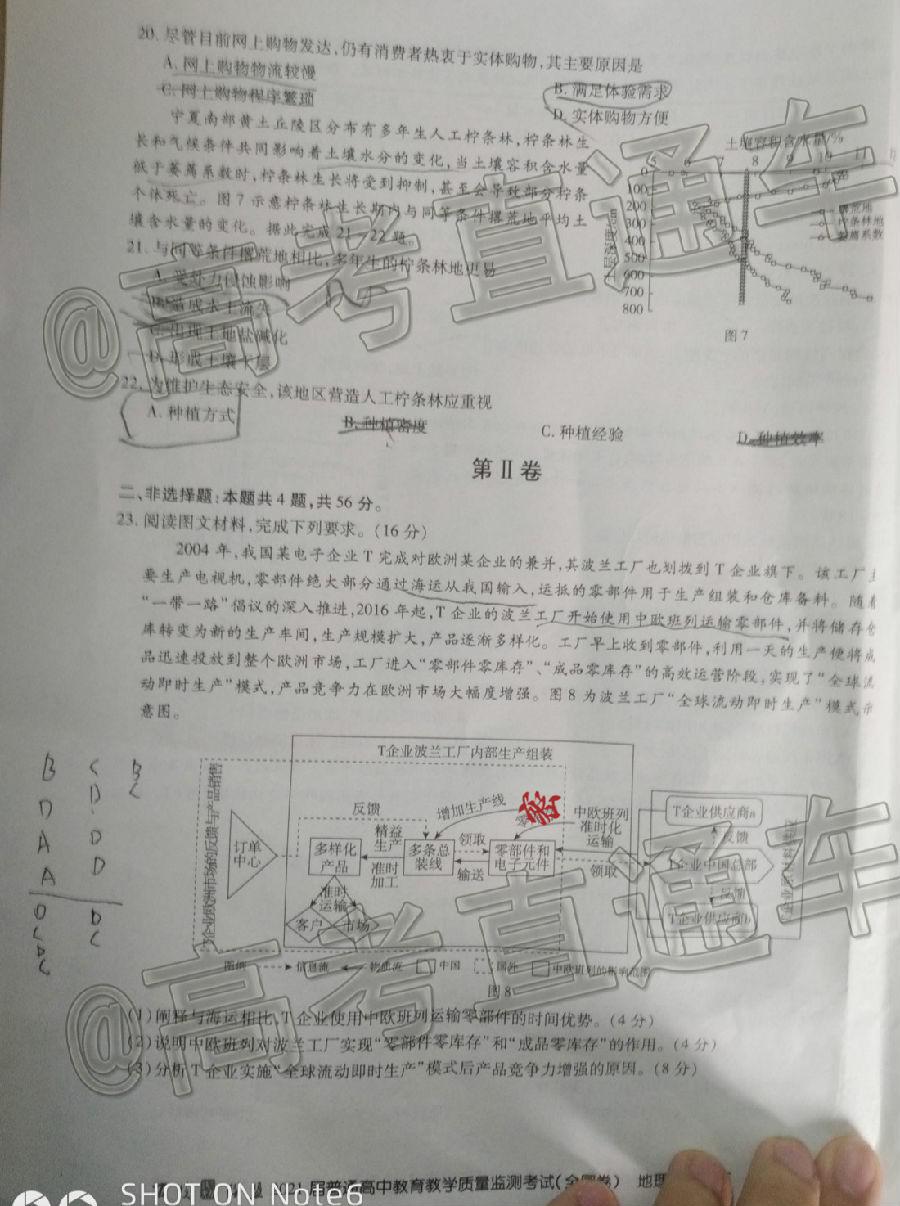 20. 尽管目前网上购物发达,仍有消费者热衷于实体购物,其主要原因是
A. 网上购物物流较慢
B. 满足体验需求
C. 网上购物程序繁琐
D. 实体购物方便
宁夏南部黄土丘陵区分布有多年生人工柠条林,柠条林生
长和气候条件共同影响着土壤水分的变化,当土壤容积含水量
低于萎蔫系数时,柠条林生长将受到抑制,甚至会导致部分柠条
个体死亡。图7示意柠条林生长期内与同等条件撂荒地平均土
壤含水量的变化。据此完成21~22题。
土壤容积含水量/%
5 7 8 9 10 11
100
200
300
400
500
600
700
800
撂荒地
柠条林地
萎蔫系数
图7
21. 与同等条件撂荒地相比,多年生的柠条林地更易
A. 受外力侵蚀影响
B. 造成水土流失
C. 出现土地盐碱化
D. 形成土壤干层
22. 为维护生态安全,该地区营造人工柠条林应重视
A. 种植方式
B. 种植密度
C. 种植经验
D. 种植效率
第Ⅱ卷
二、非选择题:本题共4题,共56分。
23. 阅读图文材料,完成下列要求。(16分)
2004年,我国某电子企业T完成对欧洲某企业的兼并,其波兰工厂也划拨到T企业旗下。该工厂主
要生产电视机,零部件绝大部分通过海运从我国输入,运抵的零部件用于生产组装和仓库备料。随着
“一带一路”倡议的深入推进,2016年起,T企业的波兰工厂开始使用中欧班列运输零部件,并将储存仓
库转变为新的生产车间,生产规模扩大,产品逐渐多样化。工厂早上收到零部件,利用一天的生产便将成
品迅速投放到整个欧洲市场,工厂进入“零部件零库存”、“成品零库存”的高效运营阶段,实现了“全球流
动即时生产”模式,产品竞争力在欧洲市场大幅度增强。图8为波兰工厂“全球流动即时生产”模式示
意图。
T企业波兰工厂内部生产组装
反馈
增加生产线
中欧班列
准时化
运输
订单
中心
多样化
产品
精益
生产
准时
加工
多条总
装线
领取
输送
零部件和
电子元件
领取
准时
运输
客户
市场
T企业供应商n
反馈
T企业中国总部
反馈
图例
信息流
物质流
中国
国外
中欧班列的影响范围
图8
(1)阐释与海运相比,T企业使用中欧班列运输零部件的时间优势。(4分)
(2)说明中欧班列对波兰工厂实现“零部件零库存”和“成品零库存”的作用。(4分)
(3)分析T企业实施“全球流动即时生产”模式后产品竞争力增强的原因。(8分)
B C B
D D C
A D
A D
D D
C C
D
C
@高考直通车
@高考直通车
021届普通高中教育教学质量监测考试(全国卷) 地理
SHOT ON Note6